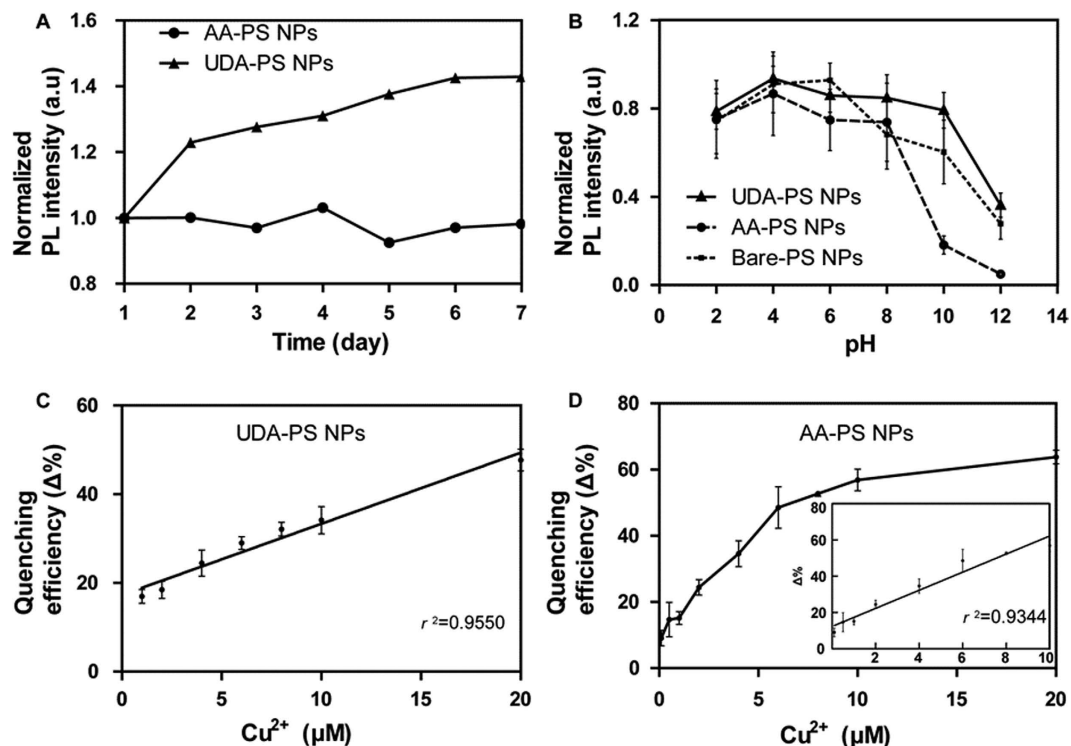 A
1.6
1.4
1.2
1.0
0.8
Normalized
PL intensity (a.u)
AA-PS NPs
UDA-PS NPs
1 2 3 4 5 6 7
Time (day)
B
1.2
0.8
0.4
0.0
Normalized
PL intensity (a.u)
UDA-PS NPs
AA-PS NPs
Bare-PS NPs
0 2 4 6 8 10 12 14
pH
C
60
40
20
0
Quenching
efficiency (Δ%)
UDA-PS NPs
r ²=0.9550
0 5 10 15 20
Cu²⁺ (µM)
D
80
60
40
20
0
Quenching
efficiency (Δ%)
AA-PS NPs
80
60
40
20
0
Δ%
r ²=0.9344
2 4 6 8 10
0 5 10 15 20
Cu²⁺ (µM)